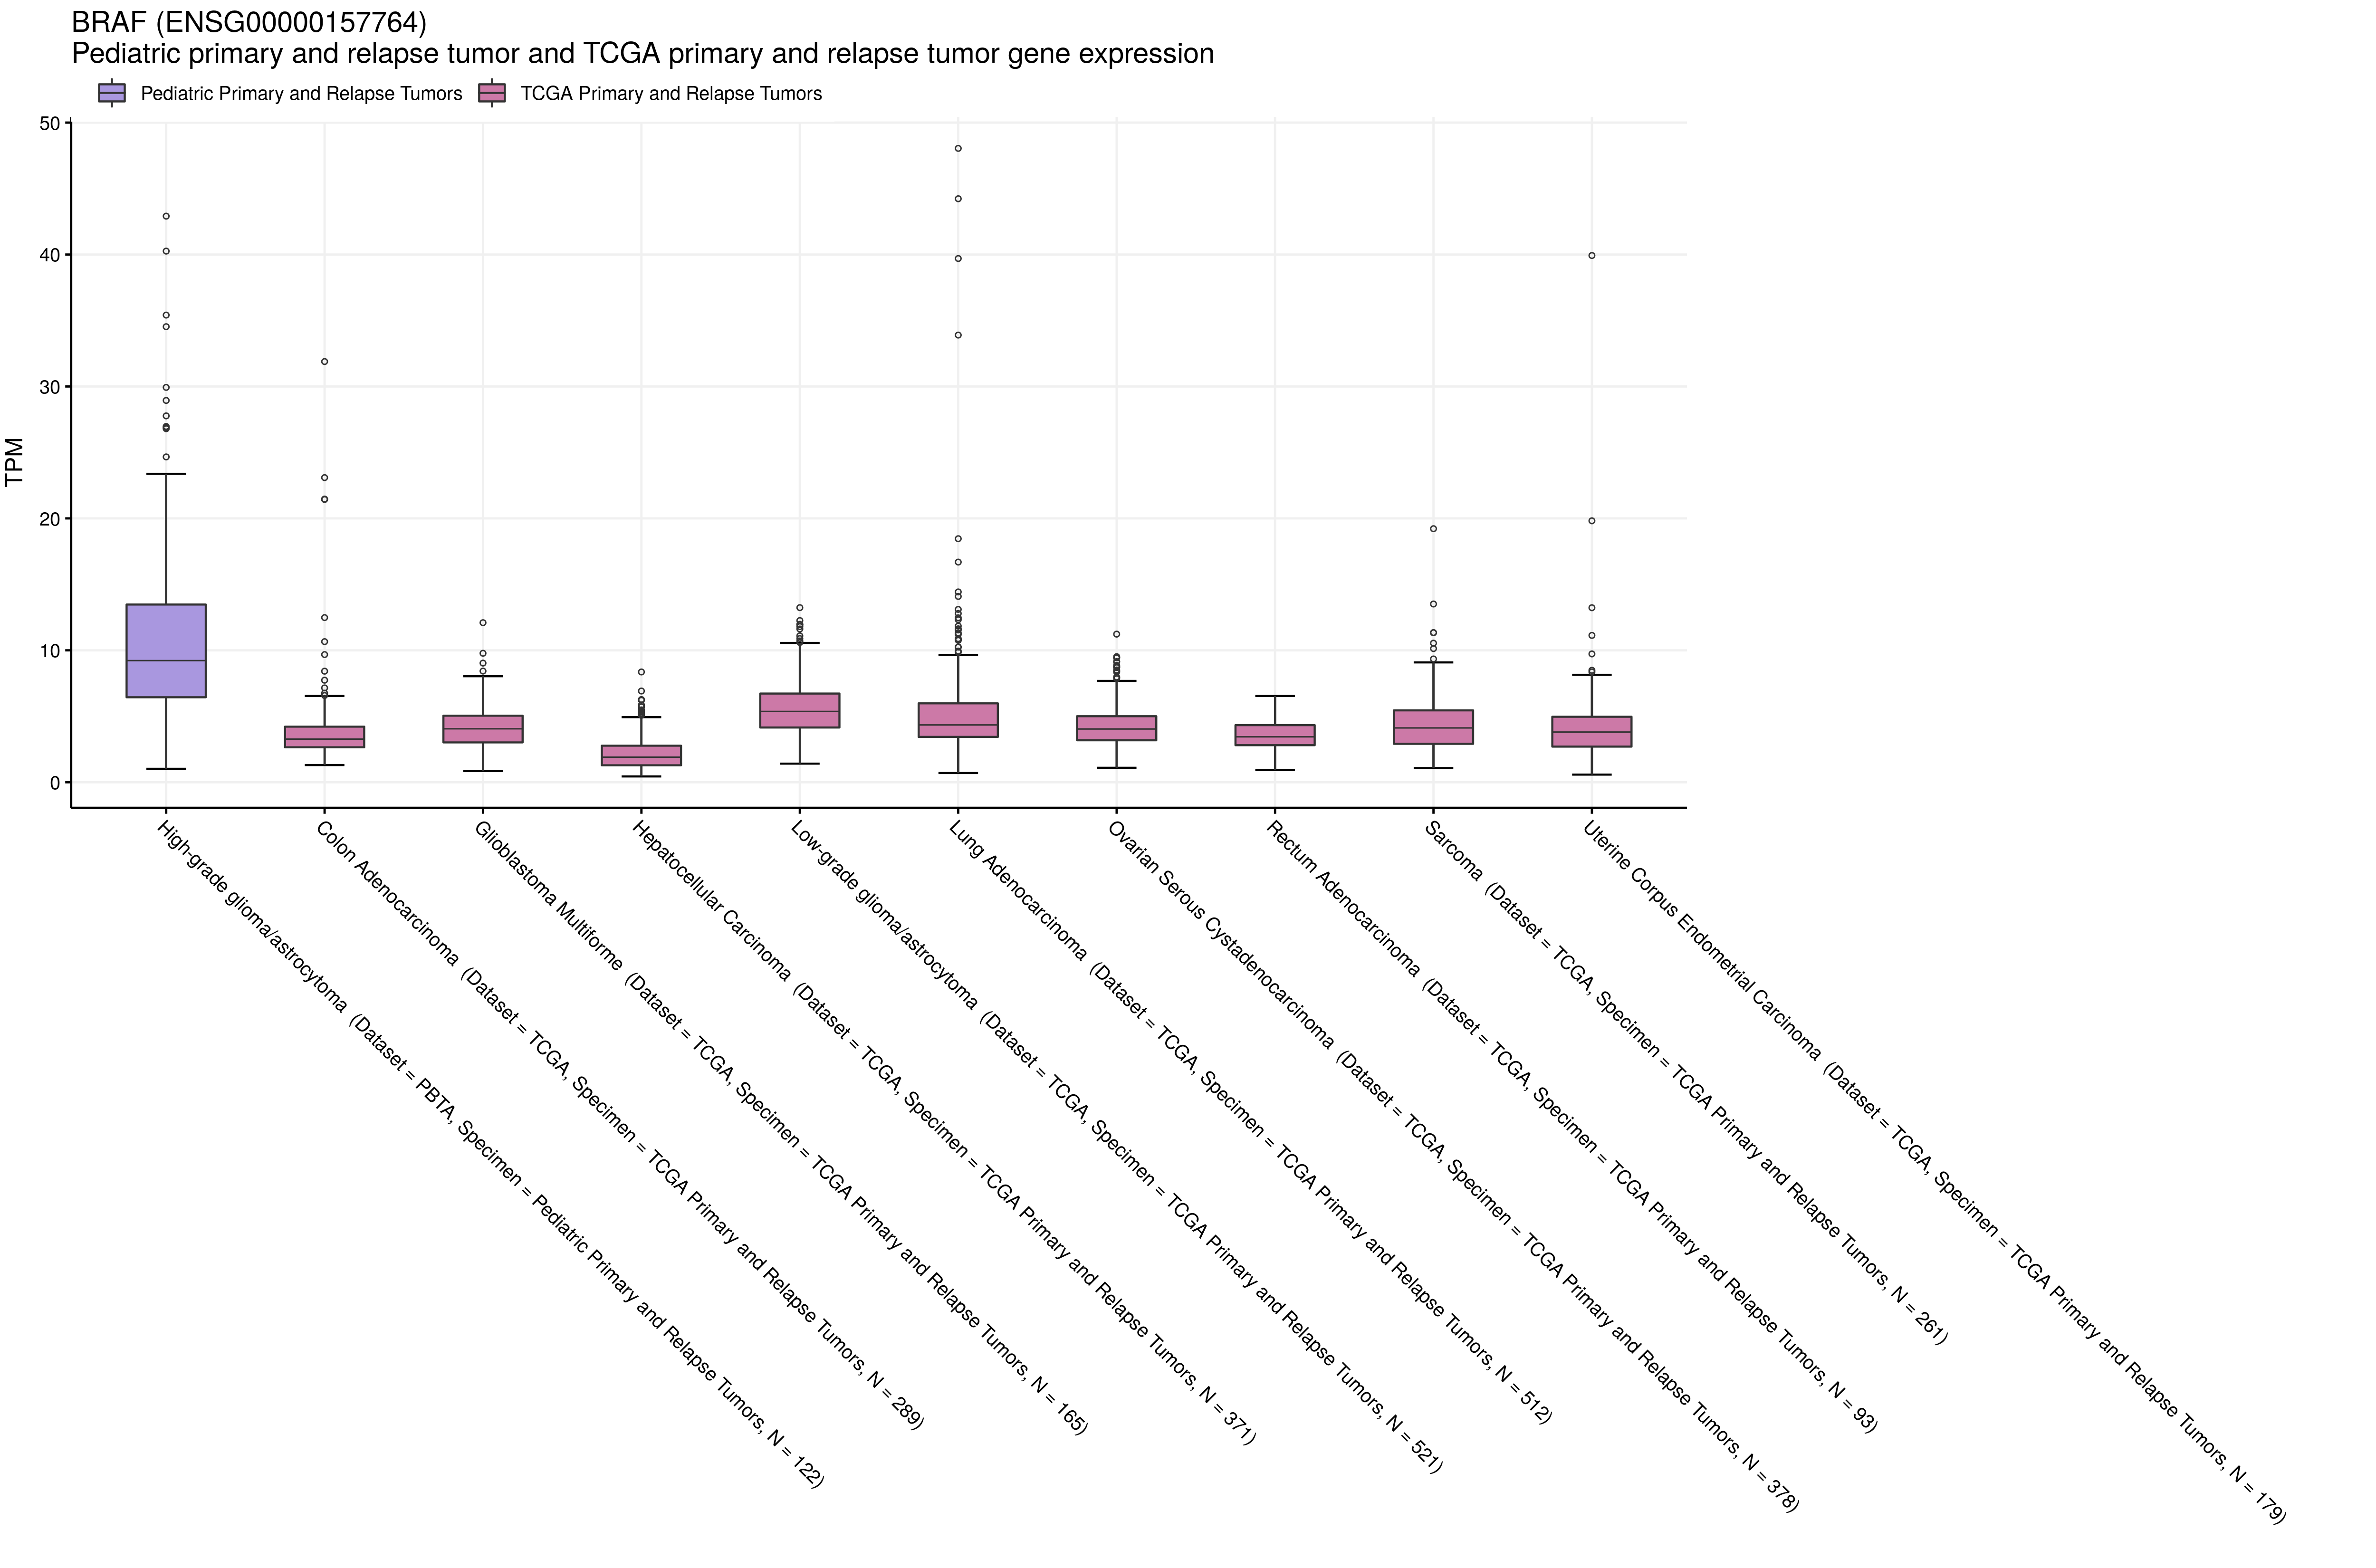 BRAF (ENSG00000157764)
Pediatric primary and relapse tumor and TCGA primary and relapse tumor gene expression
Pediatric Primary and Relapse Tumors
TCGA Primary and Relapse Tumors
TPM
50
40
30
20
10
0
High-grade glioma/astrocytoma (Dataset = PBTA, Specimen = Pediatric Primary and Relapse Tumors, N = 122)
Colon Adenocarcinoma (Dataset = TCGA, Specimen = TCGA Primary and Relapse Tumors, N = 289)
Glioblastoma Multiforme (Dataset = TCGA, Specimen = TCGA Primary and Relapse Tumors, N = 165)
Hepatocellular Carcinoma (Dataset = TCGA, Specimen = TCGA Primary and Relapse Tumors, N = 371)
Low-grade glioma/astrocytoma (Dataset = TCGA, Specimen = TCGA Primary and Relapse Tumors, N = 521)
Lung Adenocarcinoma (Dataset = TCGA, Specimen = TCGA Primary and Relapse Tumors, N = 512)
Ovarian Serous Cystadenocarcinoma (Dataset = TCGA, Specimen = TCGA Primary and Relapse Tumors, N = 378)
Rectum Adenocarcinoma (Dataset = TCGA, Specimen = TCGA Primary and Relapse Tumors, N = 93)
Sarcoma (Dataset = TCGA, Specimen = TCGA Primary and Relapse Tumors, N = 261)
Uterine Corpus Endometrial Carcinoma (Dataset = TCGA, Specimen = TCGA Primary and Relapse Tumors, N = 179)